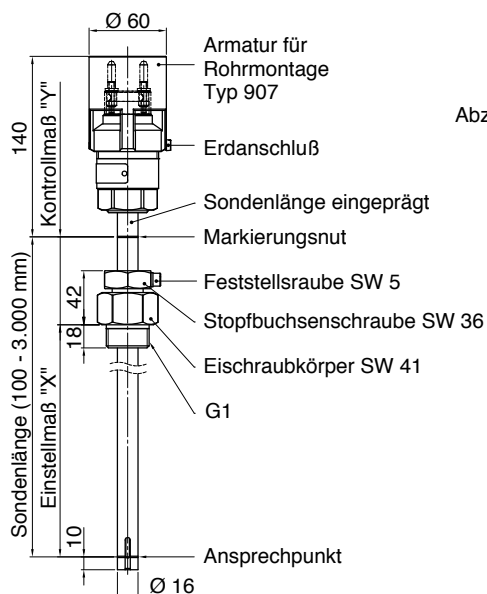 Ø 60
Armatur für
Rohrmontage
Typ 907
Abz
140
Kontrollmaß "Y"
Erdanschluß
Sondenlänge eingeprägt
Markierungsnut
Feststellsraube SW 5
42
Stopfbuchsenschraube SW 36
18
Eischraubkörper SW 41
G1
Sondenlänge (100 - 3.000 mm)
Einstellmaß "X"
10
Ansprechpunkt
Ø 16